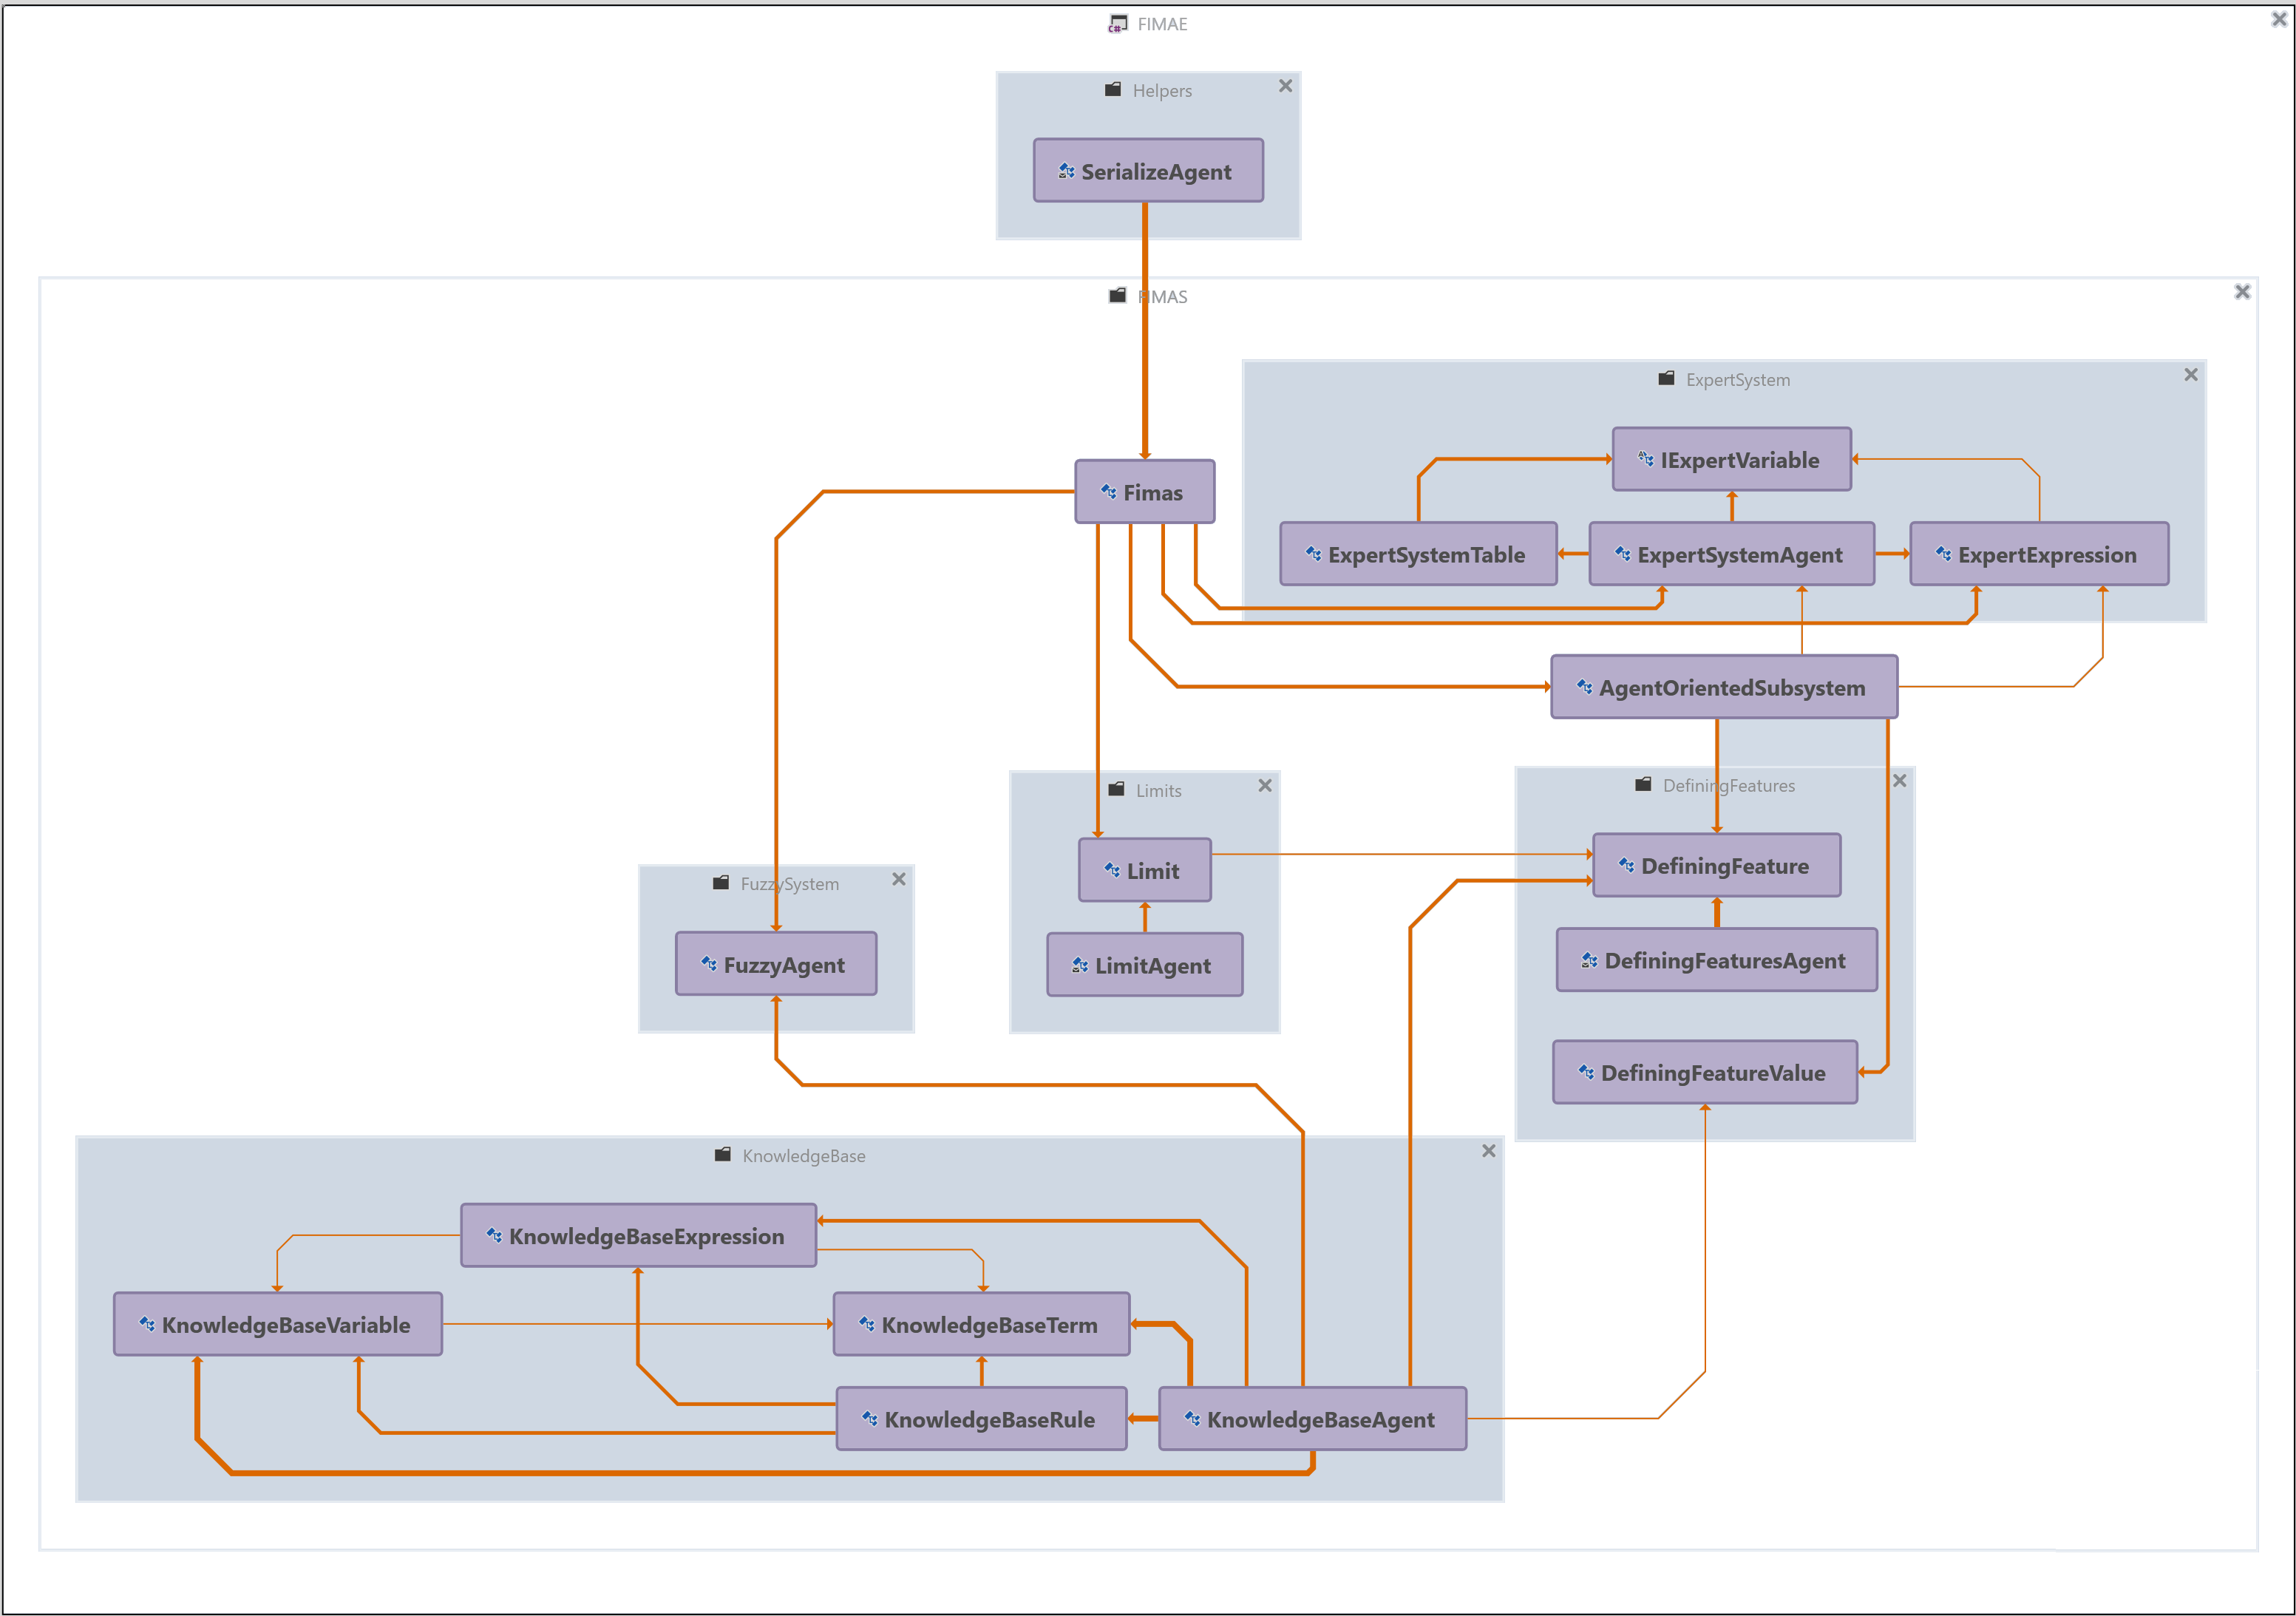 FIMAE
Helpers
SerializeAgent
FIMAS
ExpertSystem
IExpertVariable
Fimas
ExpertSystemTable
ExpertSystemAgent
ExpertExpression
AgentOrientedSubsystem
Limits
DefiningFeatures
Limit
DefiningFeature
FuzzySystem
FuzzyAgent
LimitAgent
DefiningFeaturesAgent
DefiningFeatureValue
KnowledgeBase
KnowledgeBaseExpression
KnowledgeBaseVariable
KnowledgeBaseTerm
KnowledgeBaseRule
KnowledgeBaseAgent